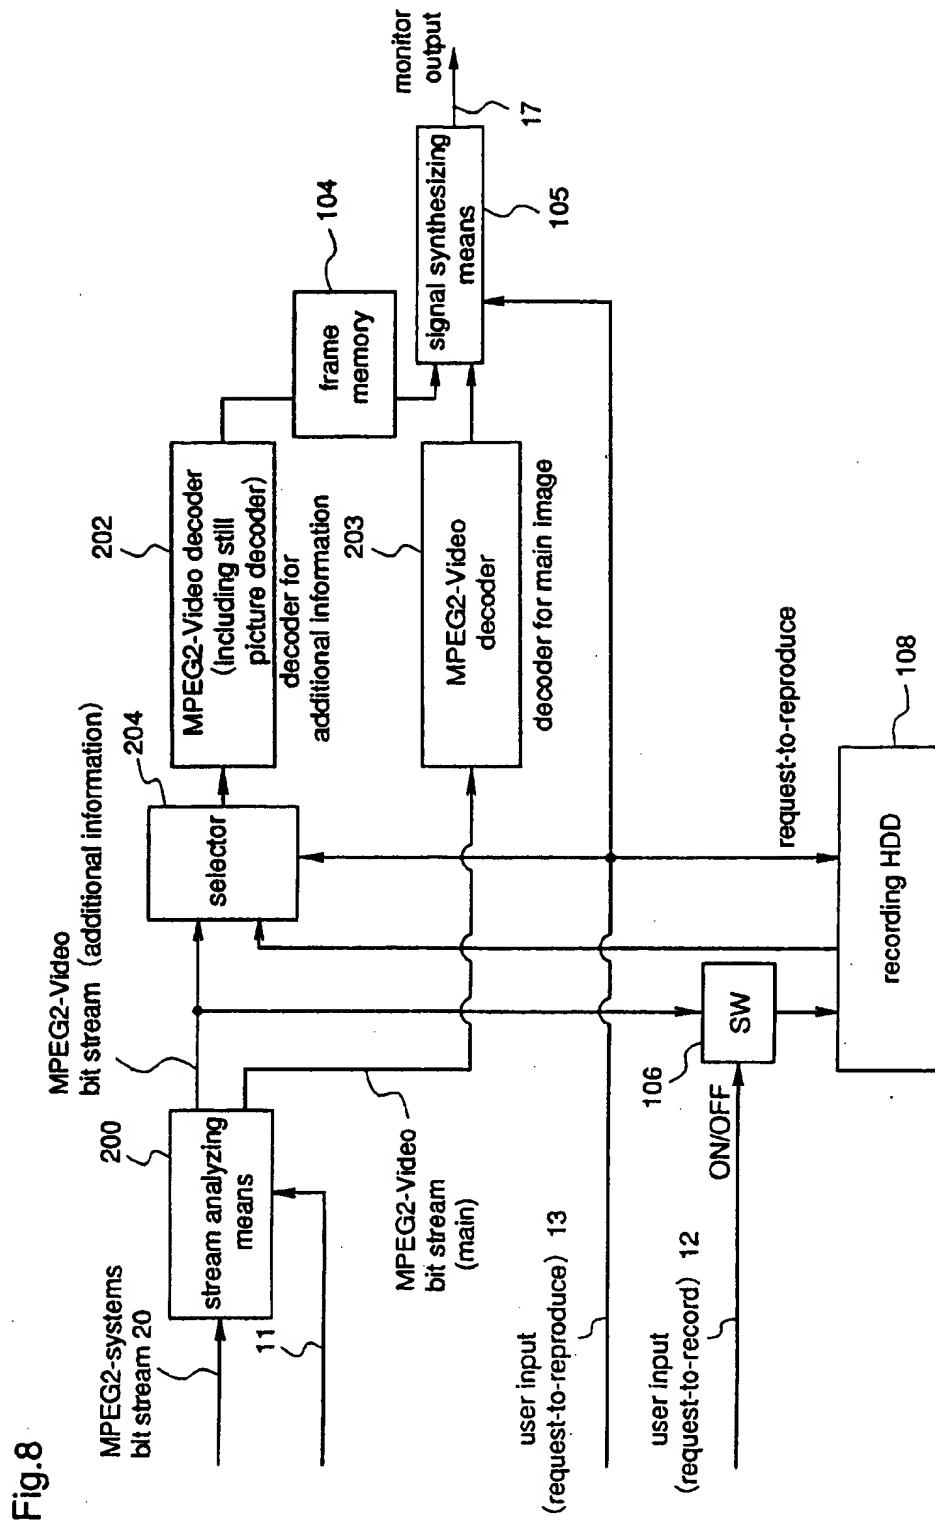 Fig.8
MPEG2-systems
bit stream 20
11
200
stream analyzing
means
MPEG2-Video
bit stream (additional information)
MPEG2-Video
bit stream
(main)
204
selector
202
MPEG2-Video decoder
(including still
picture decoder)
decoder for
additional information
203
MPEG2-Video
decoder
decoder for main image
104
frame
memory
signal synthesizing
means
105
monitor
output
17
user input
(request-to-reproduce) 13
user input
(request-to-record) 12
ON/OFF
106
SW
request-to-reproduce
108
recording HDD